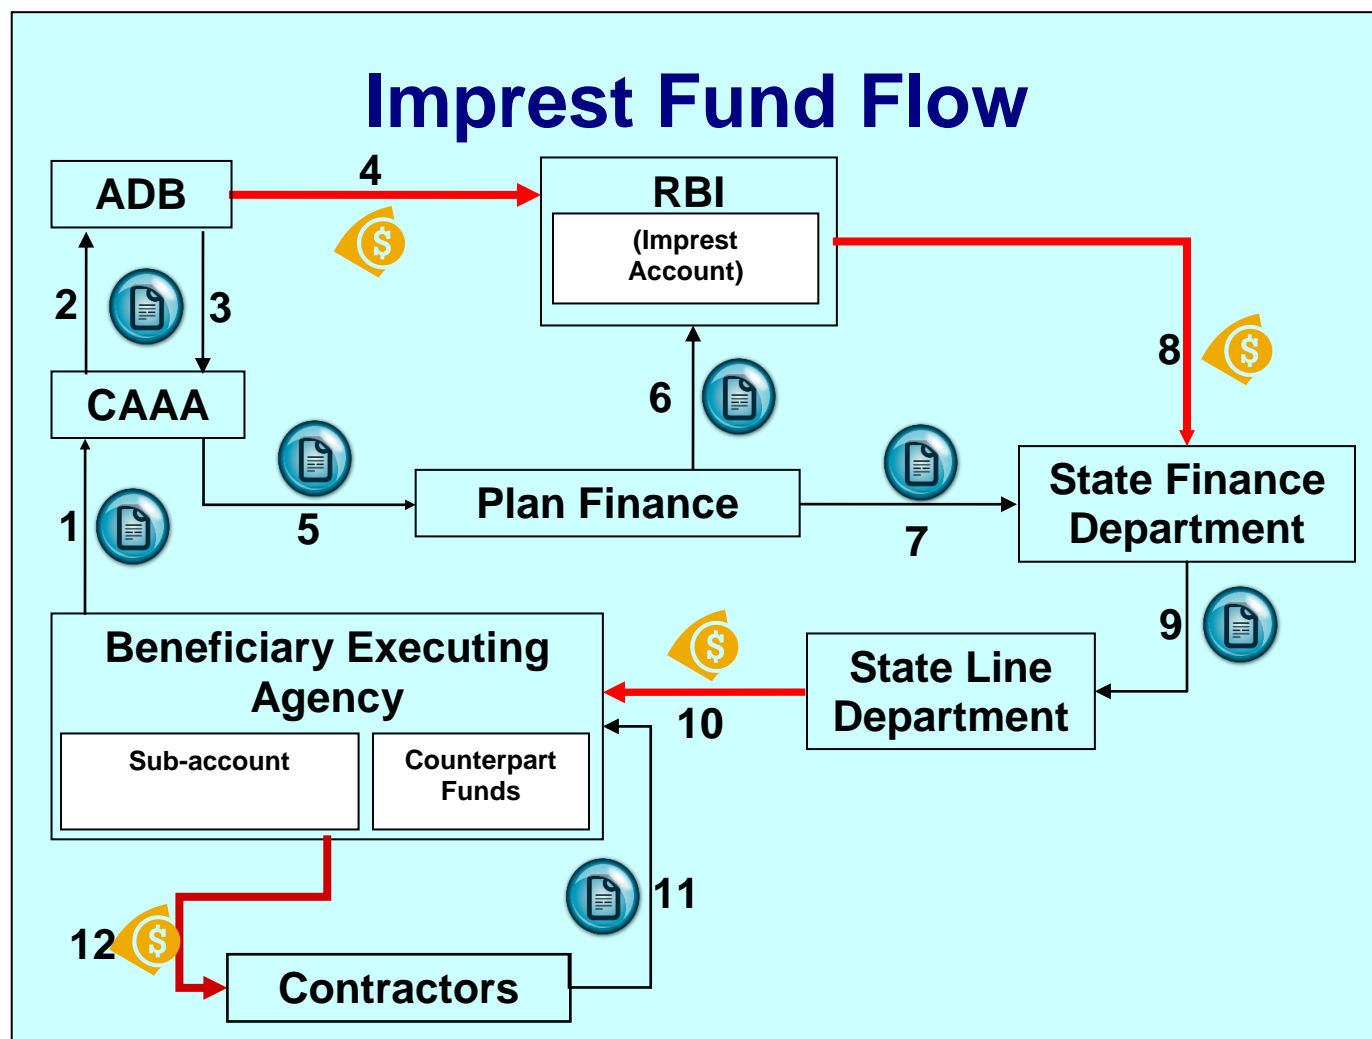 Imprest Fund Flow
ADB
4
RBI
(Imprest
Account)
2
3
8
CAAA
6
1
5
Plan Finance
7
State Finance
Department
9
Beneficiary Executing
Agency
Sub-account
Counterpart
Funds
10
State Line
Department
11
12
Contractors
$
$
$
$